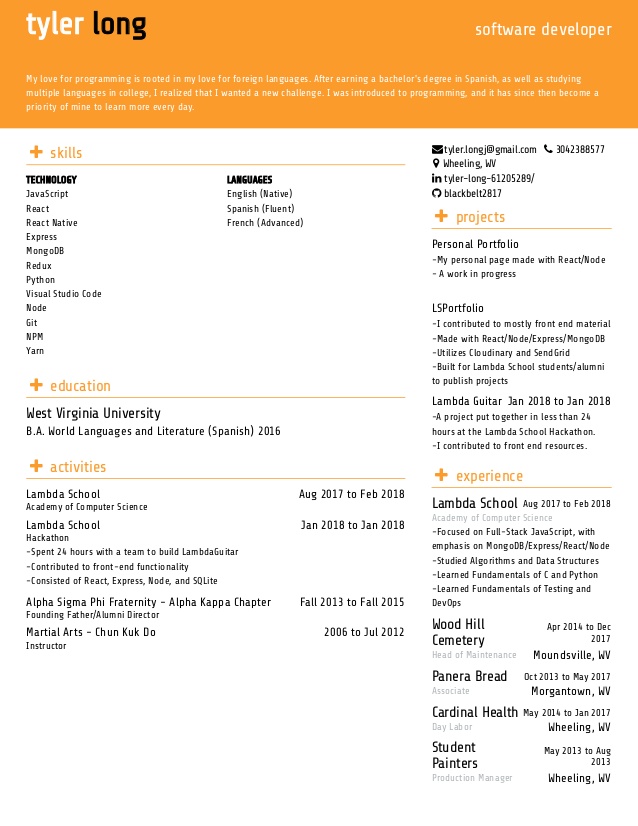 tyler long
software developer
My love for programming is rooted in my love for foreign languages. After earning a bachelor's degree in Spanish, as well as studying
multiple languages in college, I realized that I wanted a new challenge. I was introduced to programming, and it has since then become a
priority of mine to learn more every day.
skills
TECHNOLOGY
JavaScript
React
React Native
Express
MongoDB
Redux
Python
Visual Studio Code
Node
Git
NPM
Yarn
LANGUAGES
English (Native)
Spanish (Fluent)
French (Advanced)
education
West Virginia University
B.A. World Languages and Literature (Spanish) 2016
activities
Lambda School Aug 2017 to Feb 2018
Academy of Computer Science
Lambda School Jan 2018 to Jan 2018
Hackathon
-Spent 24 hours with a team to build LambdaGuitar
-Contributed to front-end functionality
-Consisted of React, Express, Node, and SQLite
Alpha Sigma Phi Fraternity - Alpha Kappa Chapter Fall 2013 to Fall 2015
Founding Father/Alumni Director
Martial Arts - Chun Kuk Do 2006 to Jul 2012
Instructor
tyler.longj@gmail.com 3042388577
Wheeling, WV
tyler-long-61205289/
blackbelt2817
projects
Personal Portfolio
-My personal page made with React/Node
- A work in progress
LSPortfolio
-I contributed to mostly front end material
-Made with React/Node/Express/MongoDB
-Utilizes Cloudinary and SendGrid
-Built for Lambda School students/alumni
to publish projects
Lambda Guitar Jan 2018 to Jan 2018
-A project put together in less than 24
hours at the Lambda School Hackathon.
-I contributed to front end resources.
experience
Lambda School Aug 2017 to Feb 2018
Academy of Computer Science
-Focused on Full-Stack JavaScript, with
emphasis on MongoDB/Express/React/Node
-Studied Algorithms and Data Structures
-Learned Fundamentals of C and Python
-Learned Fundamentals of Testing and
DevOps
Wood Hill Apr 2014 to Dec
Cemetery 2017
Head of Maintenance Moundsville, WV
Panera Bread Oct 2013 to May 2017
Associate Morgantown, WV
Cardinal Health May 2014 to Jan 2017
Day Labor Wheeling, WV
Student May 2013 to Aug
Painters 2013
Production Manager Wheeling, WV